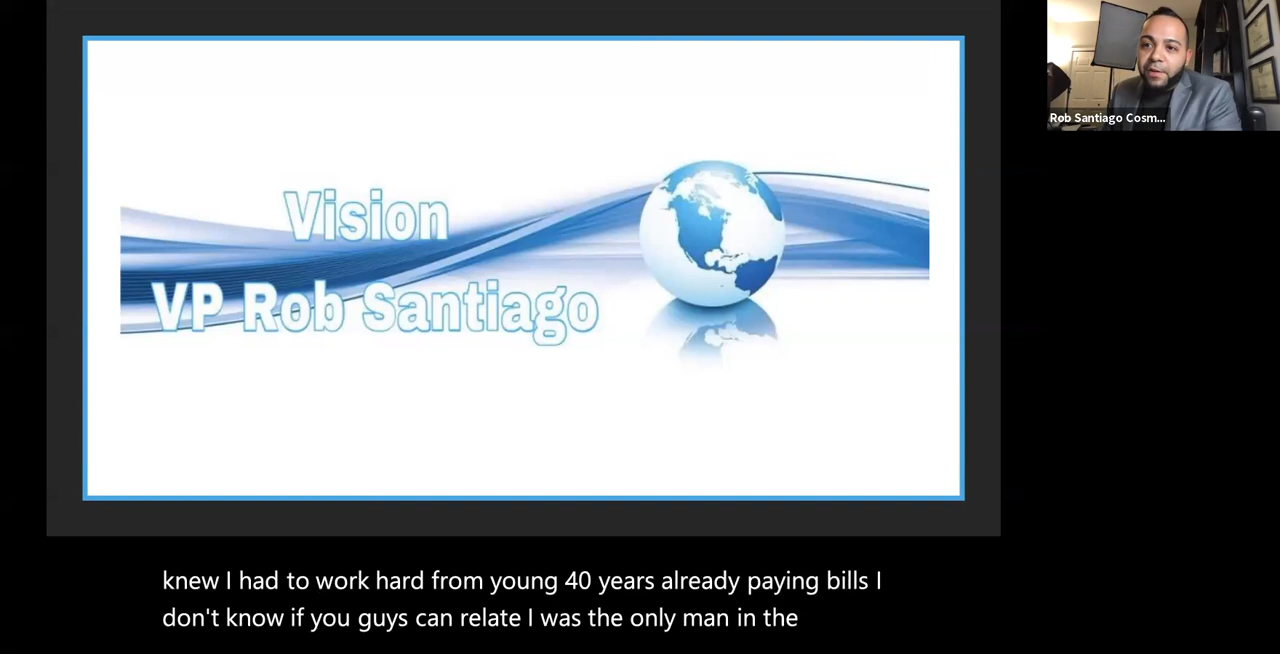 Vision
VP Rob Santiago
Rob Santiago Cosm...
knew I had to work hard from young 40 years already paying bills I
don't know if you guys can relate I was the only man in the